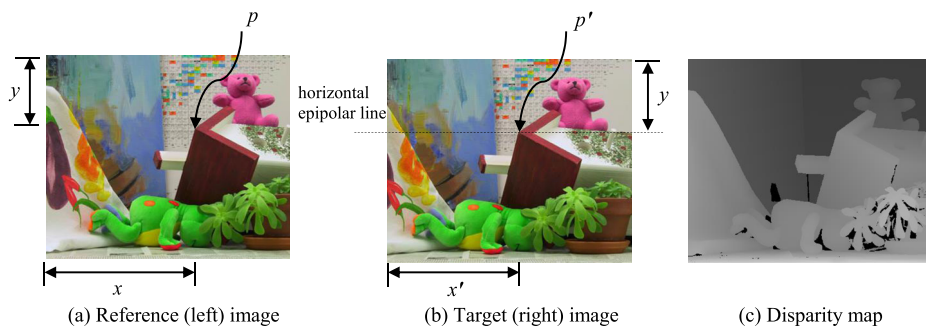 p
p′
y
horizontal
epipolar line
y
x
x′
(a) Reference (left) image
(b) Target (right) image
(c) Disparity map